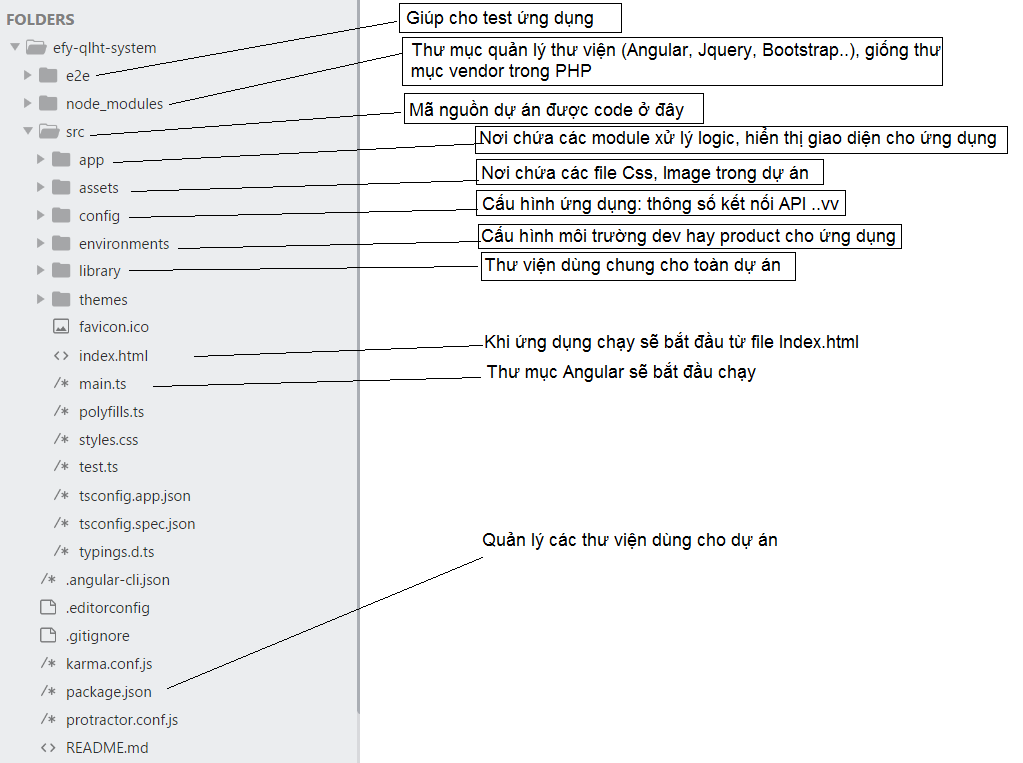 FOLDERS
efy-qlht-system
e2e
node_modules
src
app
assets
config
environments
library
themes
favicon.ico
index.html
main.ts
polyfills.ts
styles.css
test.ts
tsconfig.app.json
tsconfig.spec.json
typings.d.ts
.angular-cli.json
.editorconfig
.gitignore
karma.conf.js
package.json
protractor.conf.js
README.md
Giúp cho test ứng dụng
Thư mục quản lý thư viện (Angular, Jquery, Bootstrap..), giống thư
mục vendor trong PHP
Mã nguồn dự án được code ở đây
Nơi chứa các module xử lý logic, hiển thị giao diện cho ứng dụng
Nơi chứa các file Css, Image trong dự án
Cấu hình ứng dụng: thông số kết nối API ..vv
Cấu hình môi trường dev hay product cho ứng dụng
Thư viện dùng chung cho toàn dự án
Khi ứng dụng chạy sẽ bắt đầu từ file Index.html
Thư mục Angular sẽ bắt đầu chạy
Quản lý các thư viện dùng cho dự án